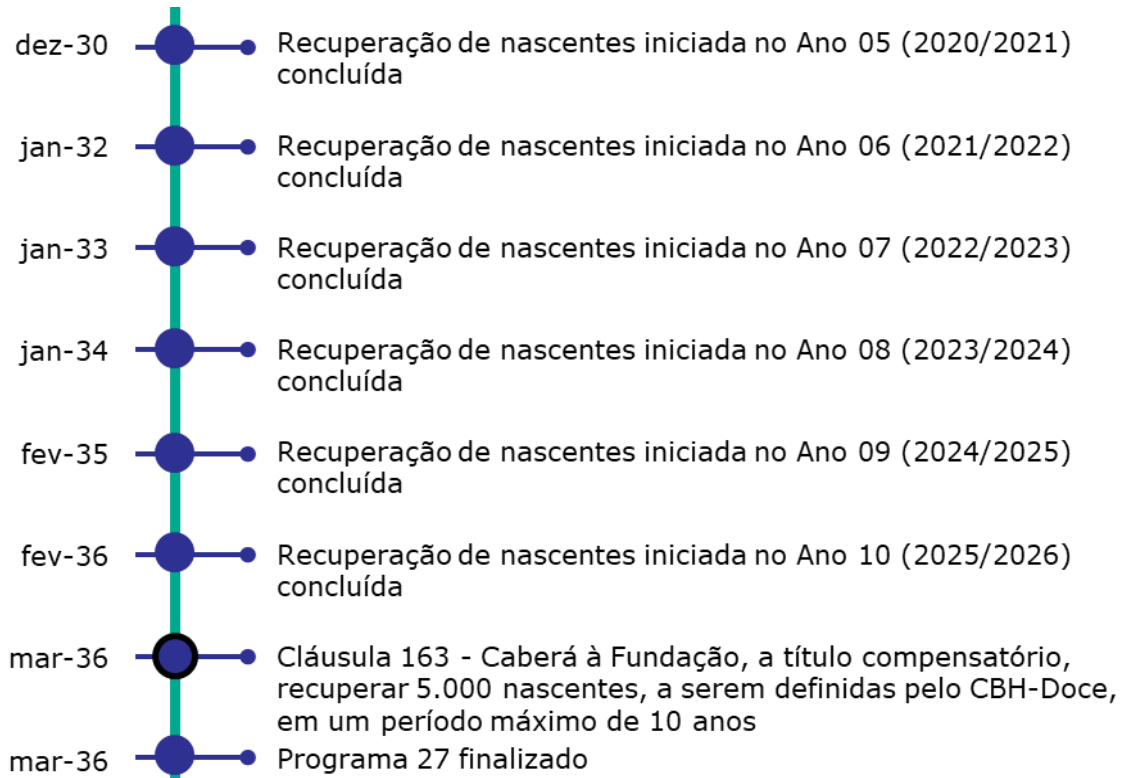 dez-30 Recuperação de nascentes iniciada no Ano 05 (2020/2021)
concluída
jan-32 Recuperação de nascentes iniciada no Ano 06 (2021/2022)
concluída
jan-33 Recuperação de nascentes iniciada no Ano 07 (2022/2023)
concluída
jan-34 Recuperação de nascentes iniciada no Ano 08 (2023/2024)
concluída
fev-35 Recuperação de nascentes iniciada no Ano 09 (2024/2025)
concluída
fev-36 Recuperação de nascentes iniciada no Ano 10 (2025/2026)
concluída
mar-36 Cláusula 163 - Caberá à Fundação, a título compensatório,
recuperar 5.000 nascentes, a serem definidas pelo CBH-Doce,
em um período máximo de 10 anos
mar-36 Programa 27 finalizado